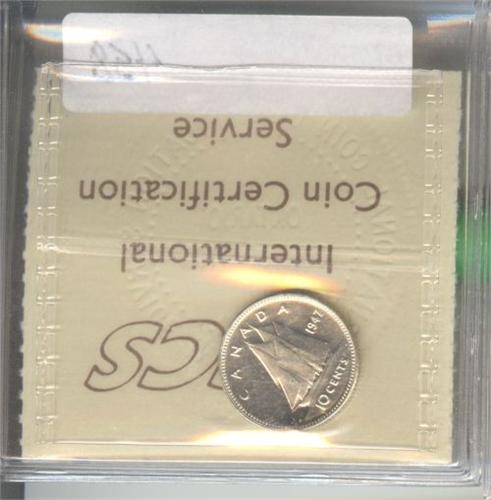 ICCS
International
Coin Certification
Service
CANADA
1947
10 CENTS